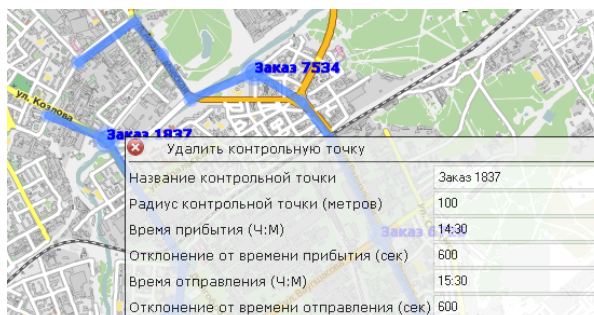 Заказ 7534
ул. Козлова
Заказ 1837
Удалить контрольную точку
Название контрольной точки Заказ 1837
Радиус контрольной точки (метров) 100
Время прибытия (Ч:М) 14:30
Заказ
Отклонение от времени прибытия (сек) 600
Время отправления (Ч:М) 15:30
Отклонение от времени отправления (сек) 600